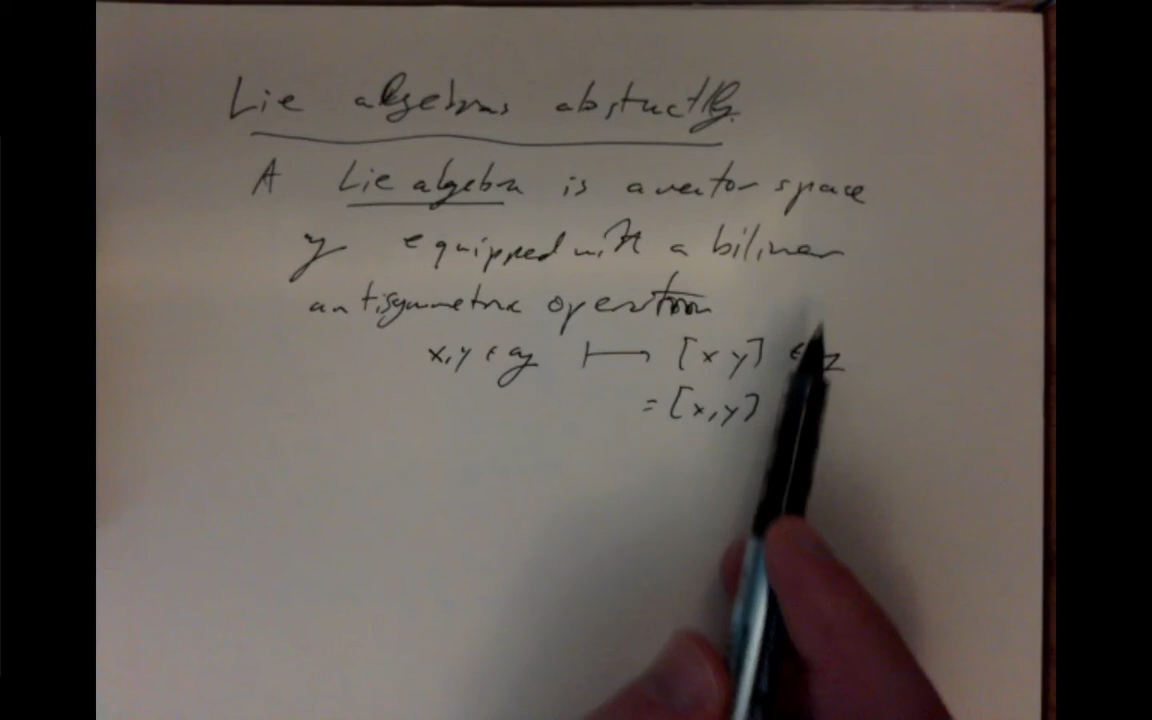 Lie algebras abstractly.
A Lie algebra is a vector space
𝔤 equipped with a bilinear
antisymmetric operation
x, y ∈ 𝔤 ⟼ [x y] ∈ 𝔤
= [x, y]